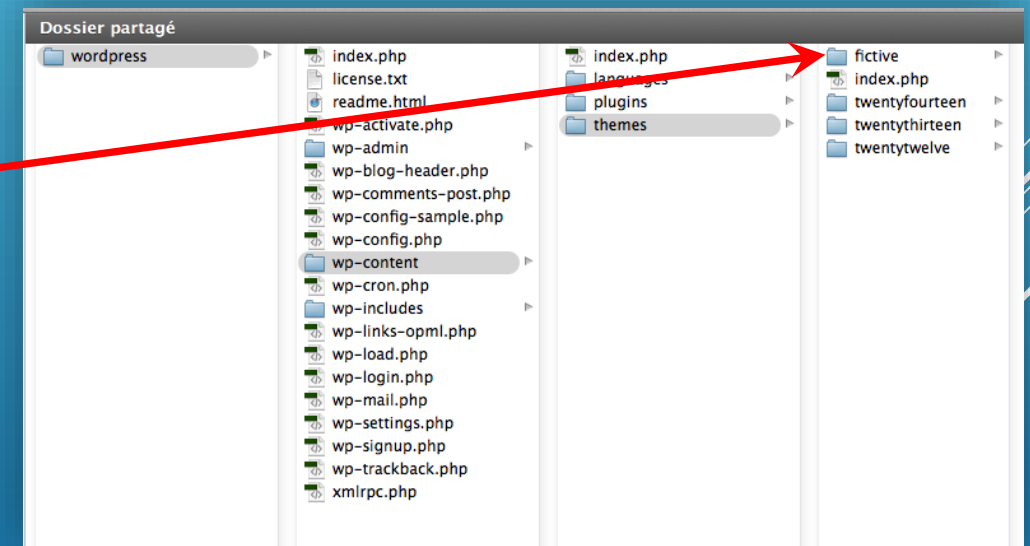 Dossier partagé
wordpress
index.php
license.txt
readme.html
wp-activate.php
wp-admin
wp-blog-header.php
wp-comments-post.php
wp-config-sample.php
wp-config.php
wp-content
wp-cron.php
wp-includes
wp-links-opml.php
wp-load.php
wp-login.php
wp-mail.php
wp-settings.php
wp-signup.php
wp-trackback.php
xmlrpc.php
index.php
languages
plugins
themes
fictive
index.php
twentyfourteen
twentythirteen
twentytwelve